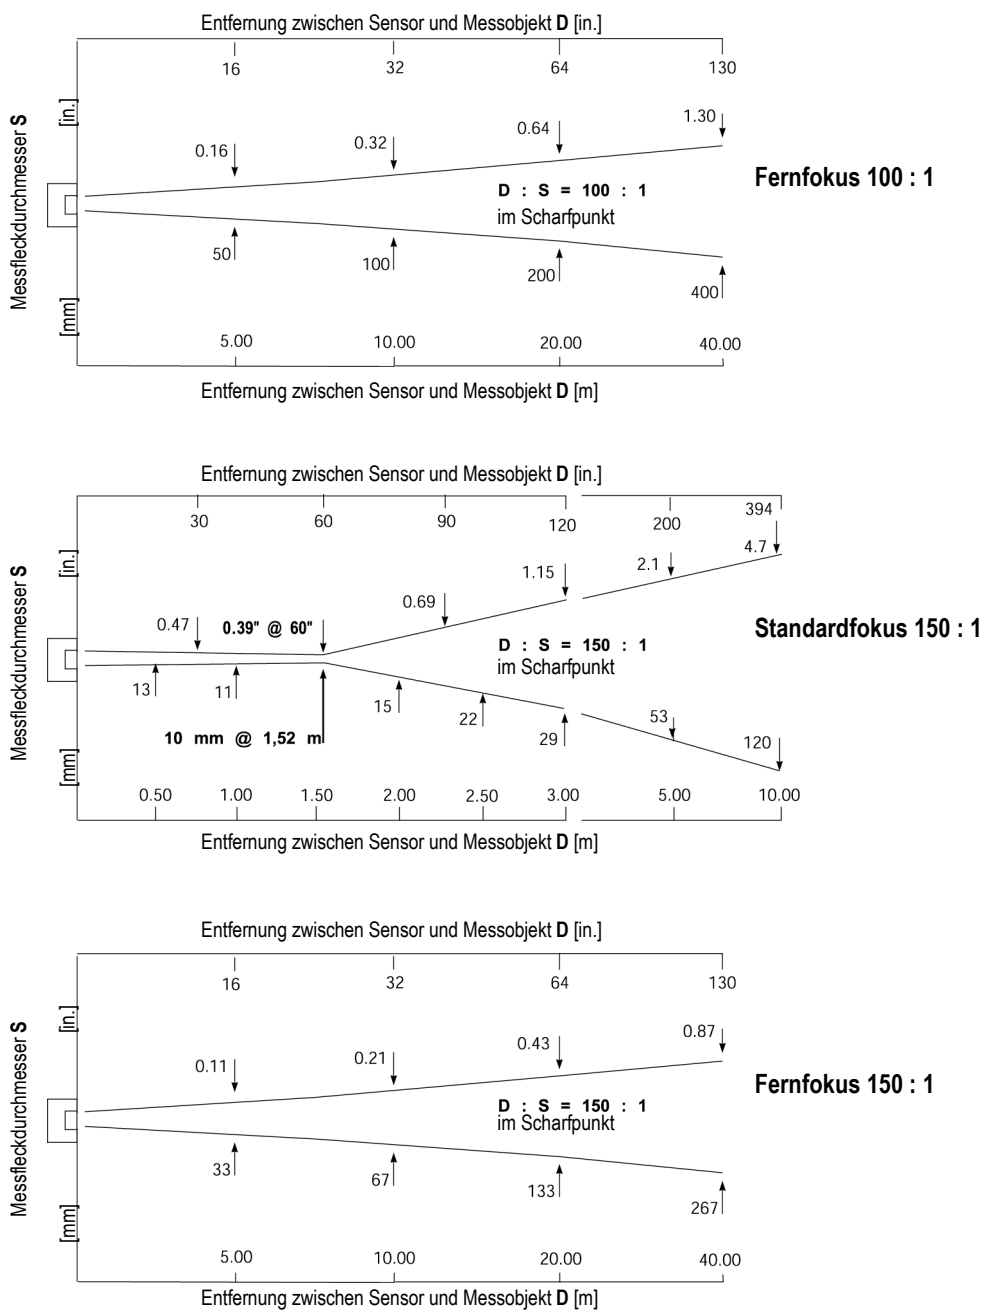 Entfernung zwischen Sensor und Messobjekt D [in.]
16 32 64 130
Messfleckdurchmesser S
[in.]
[mm]
0.16 0.32 0.64 1.30
D : S = 100 : 1
im Scharfpunkt
Fernfokus 100 : 1
50 100 200 400
5.00 10.00 20.00 40.00
Entfernung zwischen Sensor und Messobjekt D [m]
Entfernung zwischen Sensor und Messobjekt D [in.]
30 60 90 120 200 394
Messfleckdurchmesser S
[in.]
[mm]
0.47 0.39" @ 60" 0.69 1.15 2.1 4.7
D : S = 150 : 1
im Scharfpunkt
Standardfokus 150 : 1
13 11 15 22 29 53 120
10 mm @ 1,52 m
0.50 1.00 1.50 2.00 2.50 3.00 5.00 10.00
Entfernung zwischen Sensor und Messobjekt D [m]
Entfernung zwischen Sensor und Messobjekt D [in.]
16 32 64 130
Messfleckdurchmesser S
[in.]
[mm]
0.11 0.21 0.43 0.87
D : S = 150 : 1
im Scharfpunkt
Fernfokus 150 : 1
33 67 133 267
5.00 10.00 20.00 40.00
Entfernung zwischen Sensor und Messobjekt D [m]